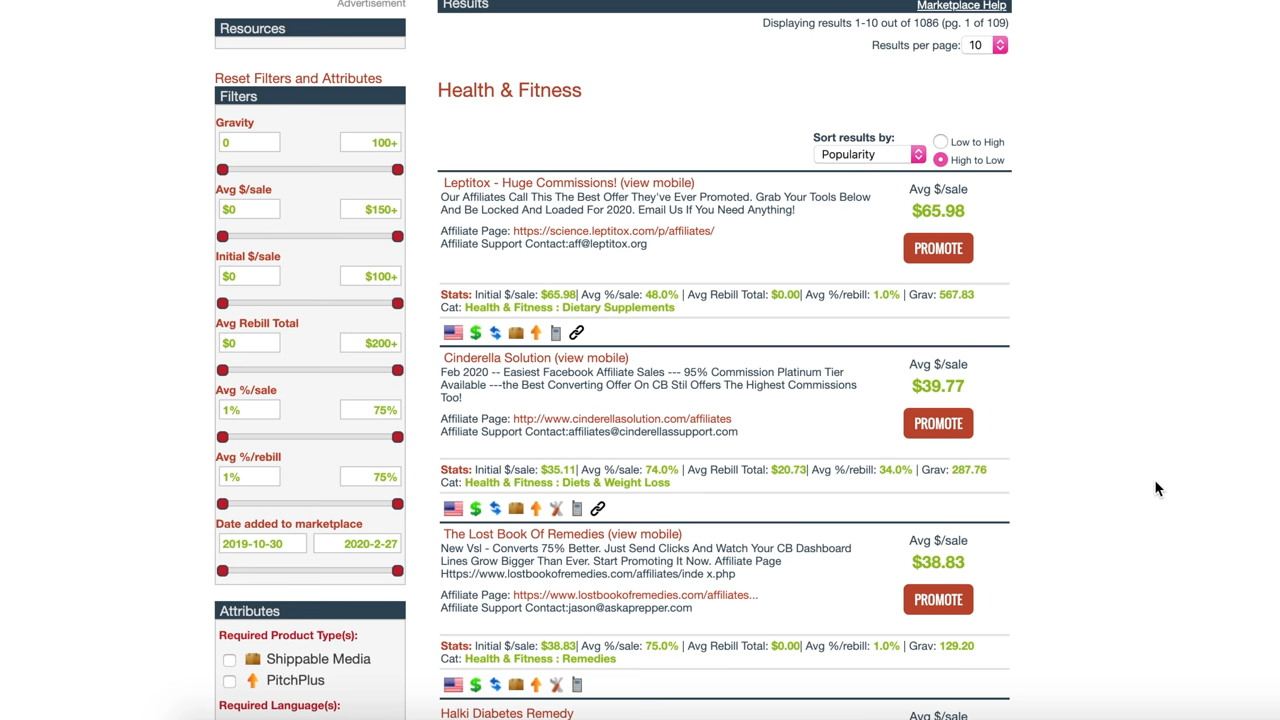 Advertisement
Resources
Reset Filters and Attributes
Filters
Gravity
0 100+
Avg $/sale
$0 $150+
Initial $/sale
$0 $100+
Avg Rebill Total
$0 $200+
Avg %/sale
1% 75%
Avg %/rebill
1% 75%
Date added to marketplace
2019-10-30 2020-2-27
Attributes
Required Product Type(s):
Shippable Media
PitchPlus
Required Language(s):
Results Marketplace Help
Displaying results 1-10 out of 1086 (pg. 1 of 109)
Results per page: 10
Health & Fitness
Sort results by:
Popularity
Low to High
High to Low
Leptitox - Huge Commissions! (view mobile)
Our Affiliates Call This The Best Offer They've Ever Promoted. Grab Your Tools Below
And Be Locked And Loaded For 2020. Email Us If You Need Anything!
Affiliate Page: https://science.leptitox.com/p/affiliates/
Affiliate Support Contact:aff@leptitox.org
Avg $/sale
$65.98
PROMOTE
Stats: Initial $/sale: $65.98| Avg %/sale: 48.0% | Avg Rebill Total: $0.00| Avg %/rebill: 1.0% | Grav: 567.83
Cat: Health & Fitness : Dietary Supplements
Cinderella Solution (view mobile)
Feb 2020 -- Easiest Facebook Affiliate Sales --- 95% Commission Platinum Tier
Available ---the Best Converting Offer On CB Stil Offers The Highest Commissions
Too!
Affiliate Page: http://www.cinderellasolution.com/affiliates
Affiliate Support Contact:affiliates@cinderellassupport.com
Avg $/sale
$39.77
PROMOTE
Stats: Initial $/sale: $35.11| Avg %/sale: 74.0% | Avg Rebill Total: $20.73| Avg %/rebill: 34.0% | Grav: 287.76
Cat: Health & Fitness : Diets & Weight Loss
The Lost Book Of Remedies (view mobile)
New Vsl - Converts 75% Better. Just Send Clicks And Watch Your CB Dashboard
Lines Grow Bigger Than Ever. Start Promoting It Now. Affiliate Page
Https://www.lostbookofremedies.com/affiliates/inde x.php
Affiliate Page: https://www.lostbookofremedies.com/affiliates...
Affiliate Support Contact:jason@askaprepper.com
Avg $/sale
$38.83
PROMOTE
Stats: Initial $/sale: $38.83| Avg %/sale: 75.0% | Avg Rebill Total: $0.00| Avg %/rebill: 1.0% | Grav: 129.20
Cat: Health & Fitness : Remedies
Halki Diabetes Remedy
Avg $/sale